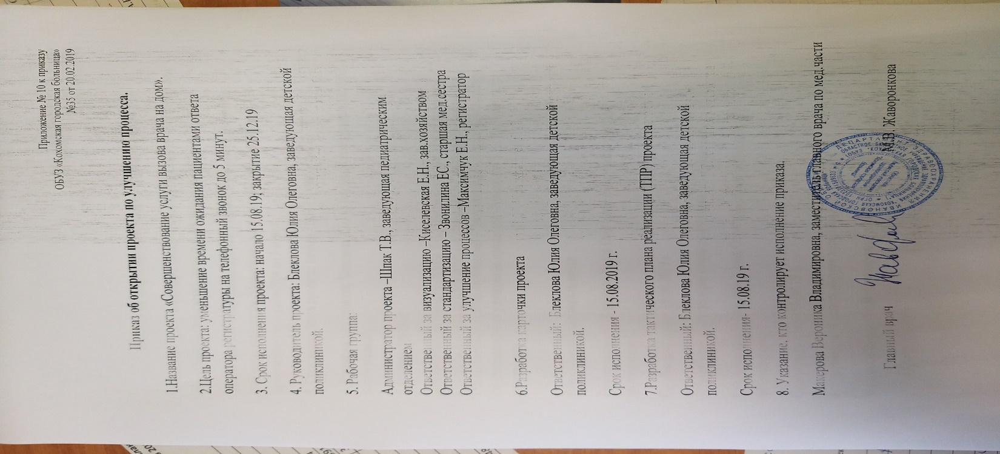 Приложение № 10 к приказу
ОБУЗ «Кохомская городская больница»
№35 от 20.02.2019
Приказ об открытии проекта по улучшению процесса.
1.Название проекта «Совершенствование услуги вызова врача на дом».
2.Цель проекта: уменьшение времени ожидания пациентами ответа
оператора регистратуры на телефонный звонок до 5 минут.
3. Срок исполнения проекта: начало 15.08.19; закрытие 25.12.19
4. Руководитель проекта: Блеклова Юлия Олеговна, заведующая детской
поликлиникой.
5. Рабочая группа:
Администратор проекта –Шпак Т.В., заведующая педиатрическим
отделением
Ответственный за визуализацию –Киселевская Е.Н., зав.хозяйством
Ответственный за стандартизацию – Звонилина ЕС., старшая мед.сестра
Ответственный за улучшение процессов –Максимчук Е.Н., регистратор
6.Разработка карточки проекта
Ответственный: Блеклова Юлия Олеговна, заведующая детской
поликлиникой.
Срок исполнения - 15.08.2019 г.
7.Разработка тактического плана реализации (ТПР) проекта
Ответственный: Блеклова Юлия Олеговна, заведующая детской
поликлиникой.
Срок исполнения- 15.08.19 г.
8. Указание, кто контролирует исполнение приказа.
Макерова Вероника Владимировна, заместитель главного врача по мед.части
Главный врач М.В. Жаворонкова